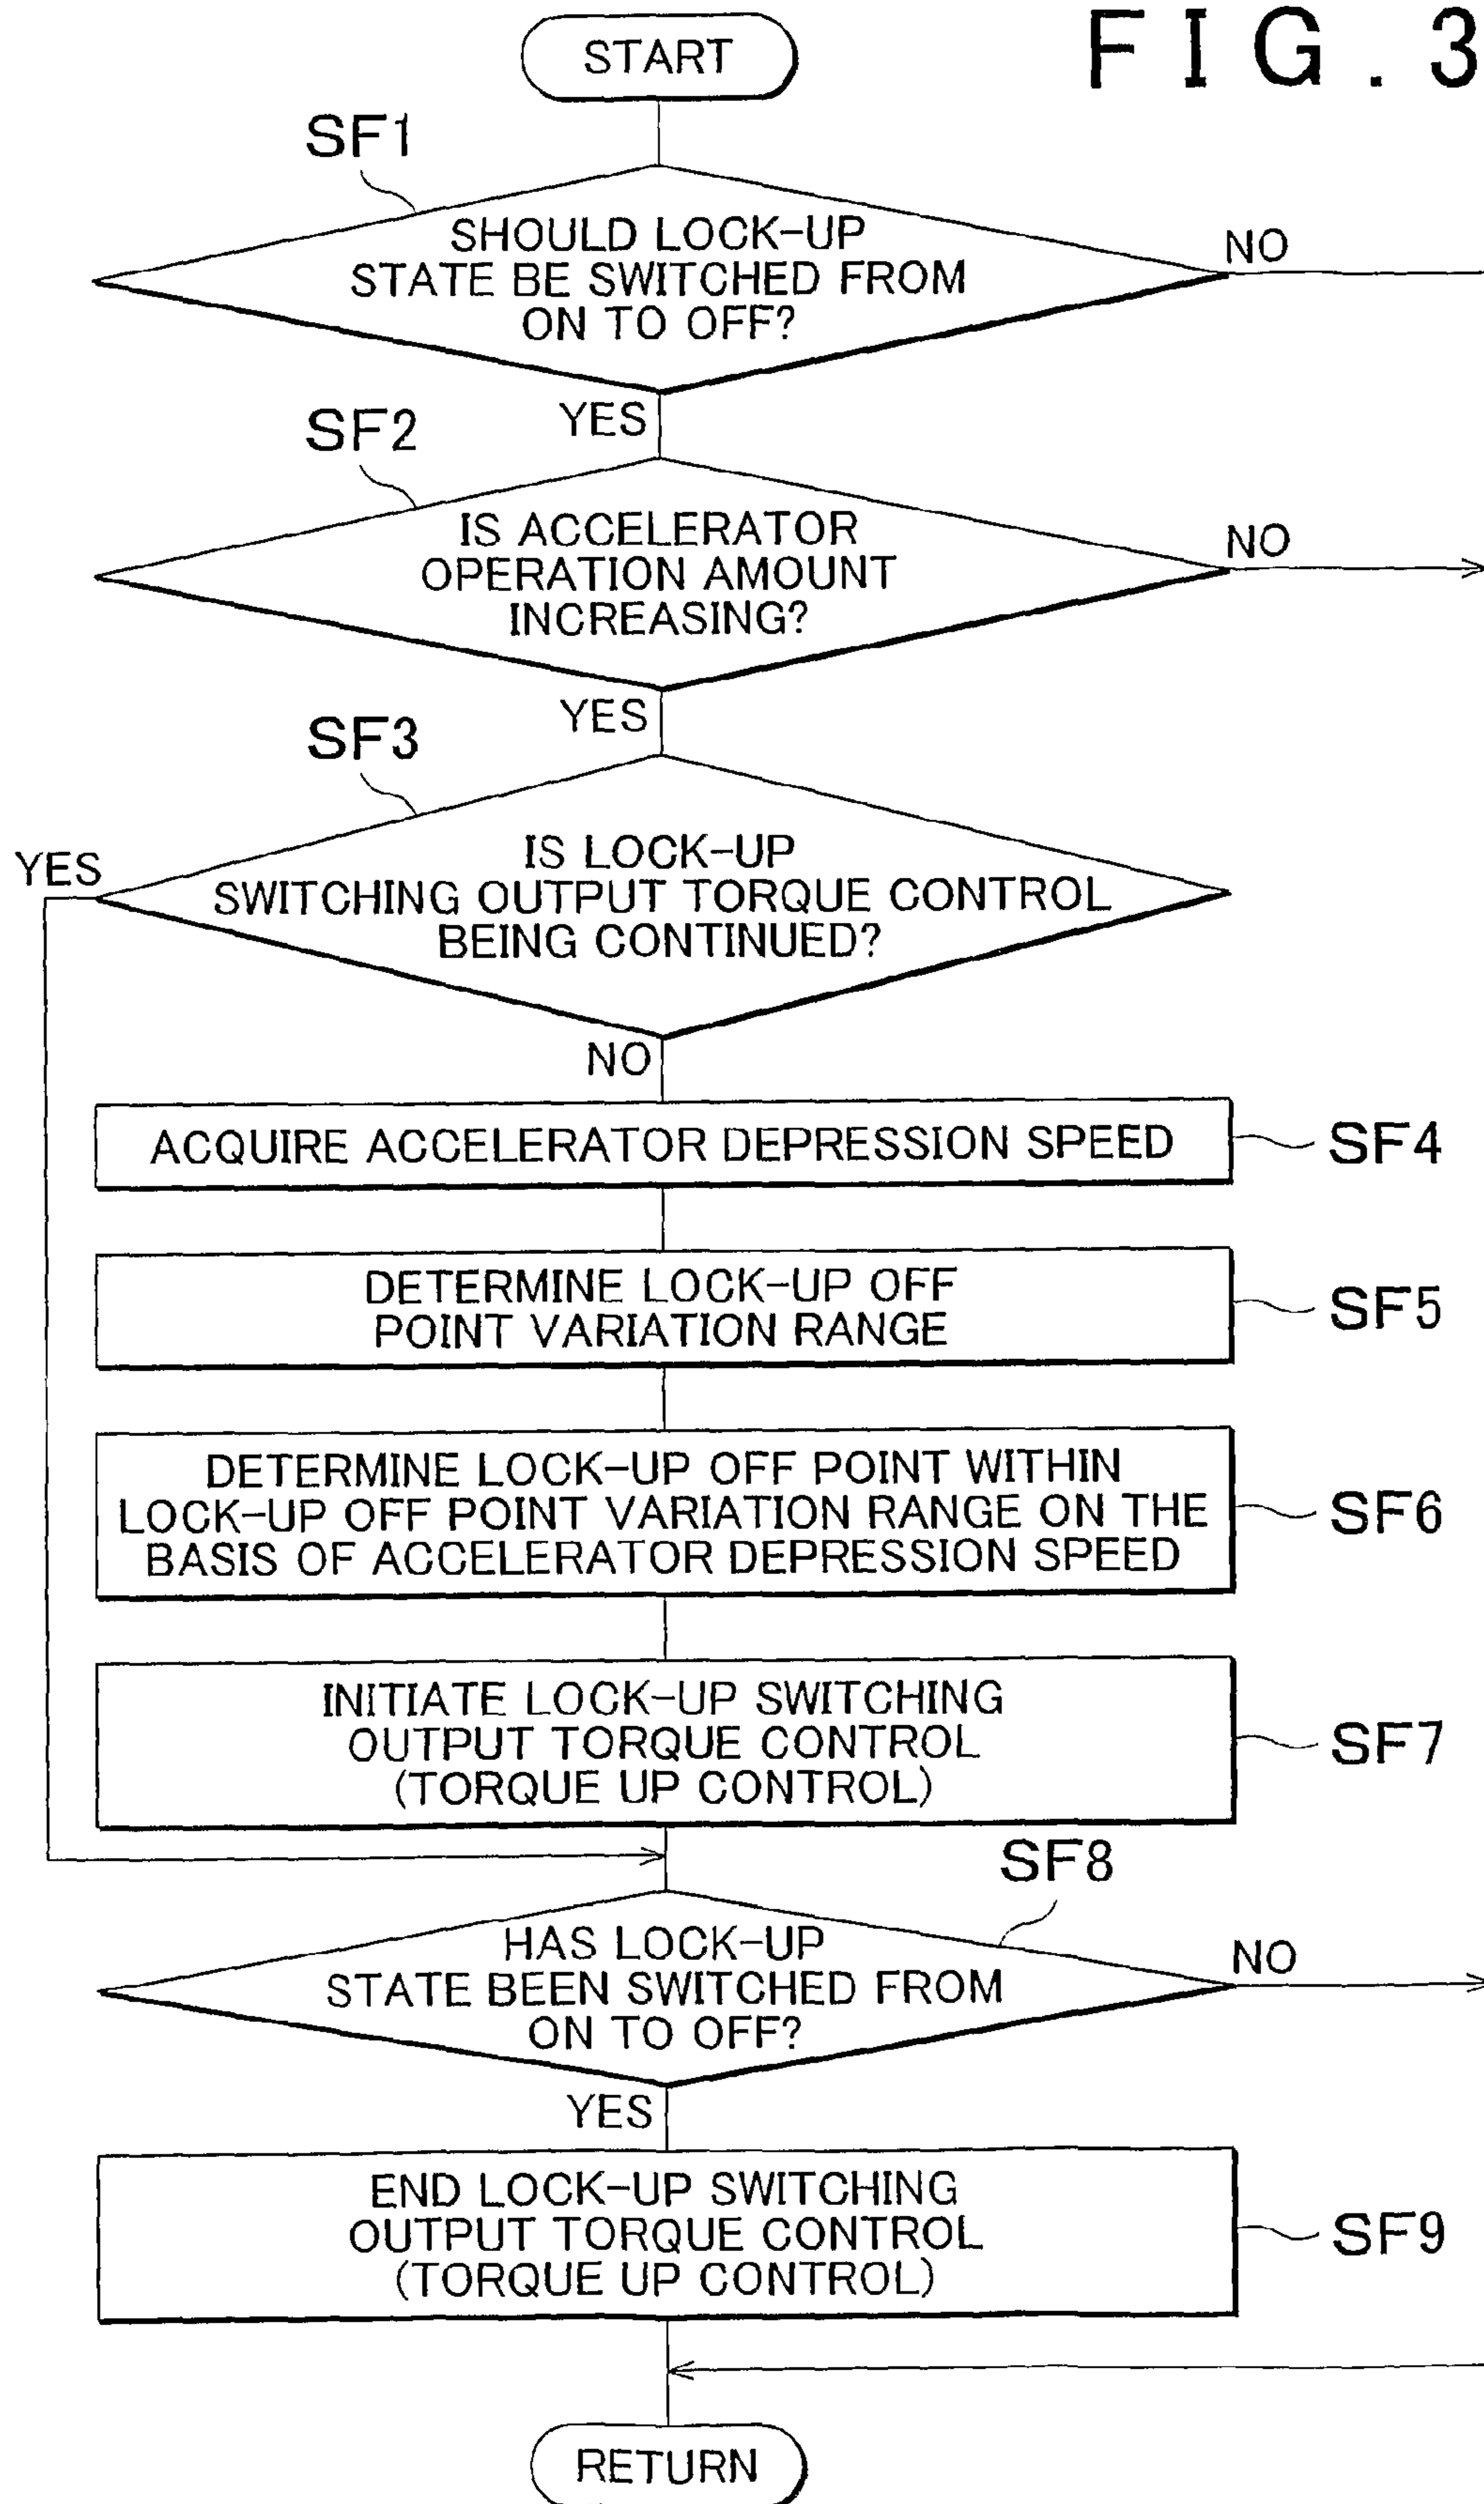 FIG. 3
START
SF1
SHOULD LOCK-UP
STATE BE SWITCHED FROM
ON TO OFF?
NO
YES
SF2
IS ACCELERATOR
OPERATION AMOUNT
INCREASING?
NO
YES
SF3
IS LOCK-UP
SWITCHING OUTPUT TORQUE CONTROL
BEING CONTINUED?
YES
NO
ACQUIRE ACCELERATOR DEPRESSION SPEED
SF4
DETERMINE LOCK-UP OFF
POINT VARIATION RANGE
SF5
DETERMINE LOCK-UP OFF POINT WITHIN
LOCK-UP OFF POINT VARIATION RANGE ON THE
BASIS OF ACCELERATOR DEPRESSION SPEED
SF6
INITIATE LOCK-UP SWITCHING
OUTPUT TORQUE CONTROL
(TORQUE UP CONTROL)
SF7
SF8
HAS LOCK-UP
STATE BEEN SWITCHED FROM
ON TO OFF?
NO
YES
END LOCK-UP SWITCHING
OUTPUT TORQUE CONTROL
(TORQUE UP CONTROL)
SF9
RETURN